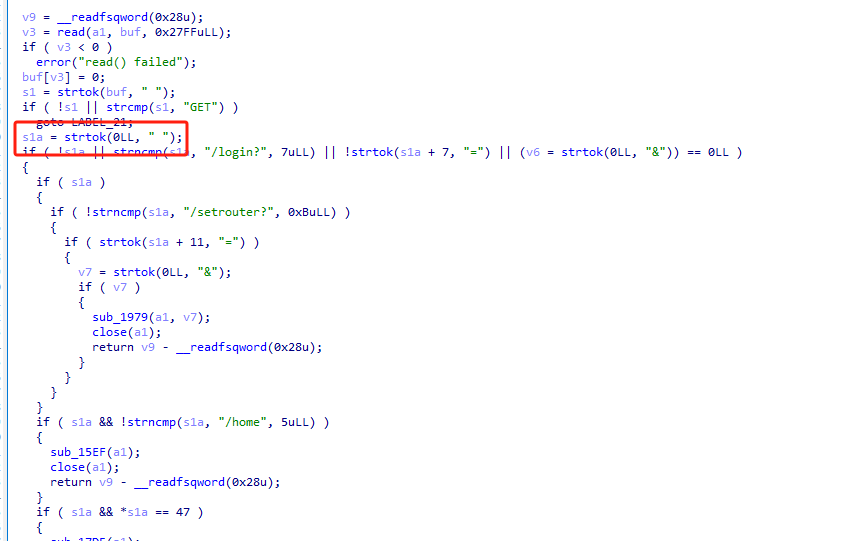 v9 = __readfsqword(0x28u);
v3 = read(a1, buf, 0x27FFuLL);
if ( v3 < 0 )
error("read() failed");
buf[v3] = 0;
s1 = strtok(buf, " ");
if ( !s1 || strcmp(s1, "GET") )
goto LABEL_21;
s1a = strtok(0LL, " ");
if ( !s1a || strncmp(s1a, "/login?", 7uLL) || !strtok(s1a + 7, "=") || (v6 = strtok(0LL, "&")) == 0LL )
{
if ( s1a )
{
if ( !strncmp(s1a, "/setrouter?", 0xBuLL) )
{
if ( strtok(s1a + 11, "=") )
{
v7 = strtok(0LL, "&");
if ( v7 )
{
sub_1979(a1, v7);
close(a1);
return v9 - __readfsqword(0x28u);
}
}
}
}
if ( s1a && !strncmp(s1a, "/home", 5uLL) )
{
sub_15EF(a1);
close(a1);
return v9 - __readfsqword(0x28u);
}
if ( s1a && *s1a == 47 )
{